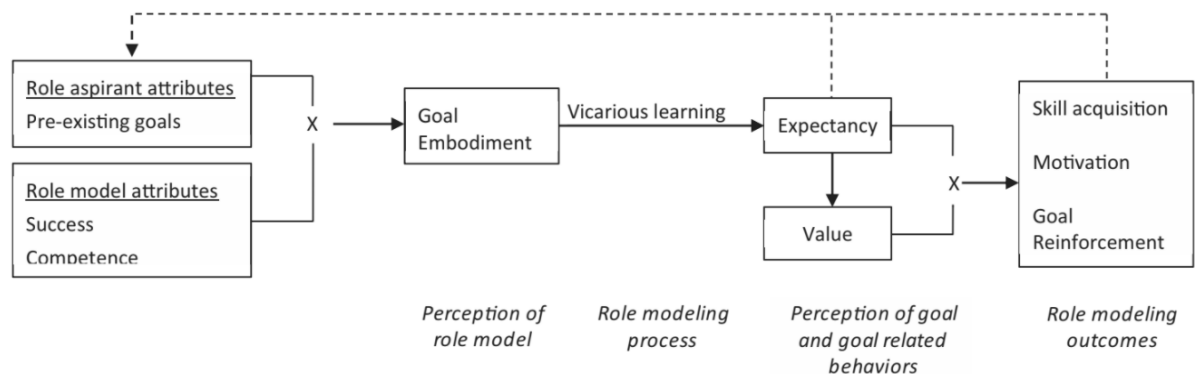 Role aspirant attributes
Pre-existing goals
X
Role model attributes
Success
Competence
Goal
Embodiment
Vicarious learning
Expectancy
Value
X
Skill acquisition
Motivation
Goal
Reinforcement
Perception of
role model
Role modeling
process
Perception of goal
and goal related
behaviors
Role modeling
outcomes